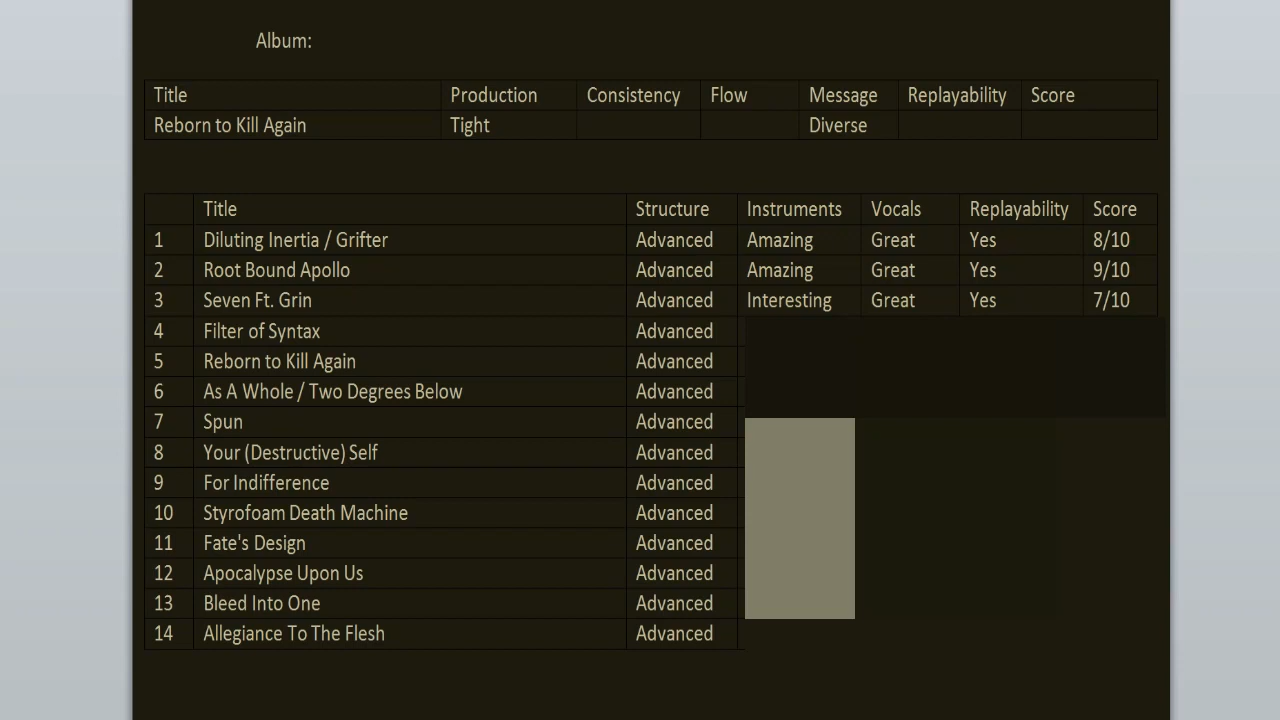 Album:
Title Production Consistency Flow Message Replayability Score
Reborn to Kill Again Tight Diverse
Title Structure Instruments Vocals Replayability Score
1 Diluting Inertia / Grifter Advanced Amazing Great Yes 8/10
2 Root Bound Apollo Advanced Amazing Great Yes 9/10
3 Seven Ft. Grin Advanced Interesting Great Yes 7/10
4 Filter of Syntax Advanced
5 Reborn to Kill Again Advanced
6 As A Whole / Two Degrees Below Advanced
7 Spun Advanced
8 Your (Destructive) Self Advanced
9 For Indifference Advanced
10 Styrofoam Death Machine Advanced
11 Fate's Design Advanced
12 Apocalypse Upon Us Advanced
13 Bleed Into One Advanced
14 Allegiance To The Flesh Advanced